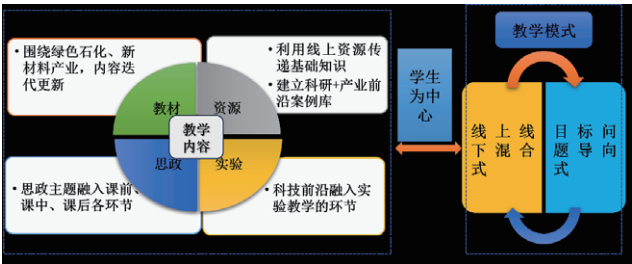 • 围绕绿色石化、新
材料产业，内容迭
代更新
• 利用线上资源传
递基础知识
• 建立科研+产业前
沿案例库
教材
资源
教学
内容
思政
实验
• 思政主题融入课前、
课中、课后各环节
• 科技前沿融入实
验教学的环节
学生
为中
心
教学模式
线上线
下混合
式
目标问
题导向
式